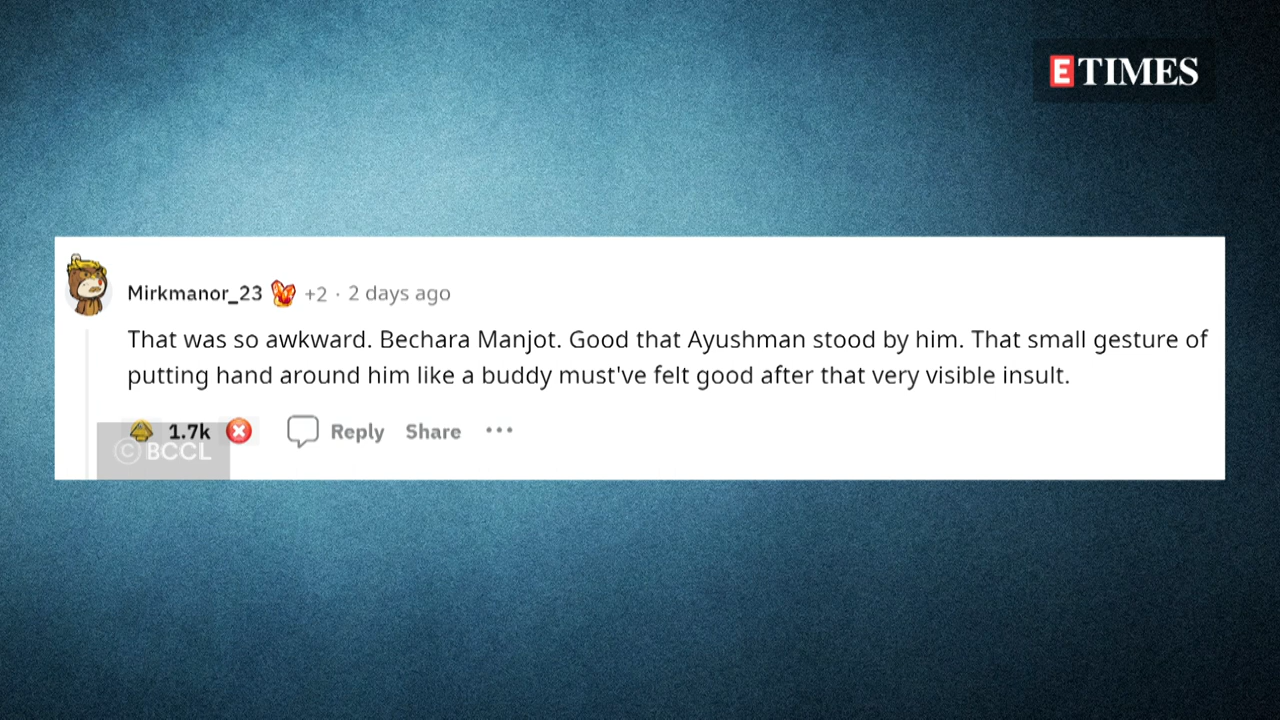 ETIMES
Mirkmanor_23 +2 · 2 days ago
That was so awkward. Bechara Manjot. Good that Ayushman stood by him. That small gesture of
putting hand around him like a buddy must've felt good after that very visible insult.
1.7k Reply Share ···
© BCCL